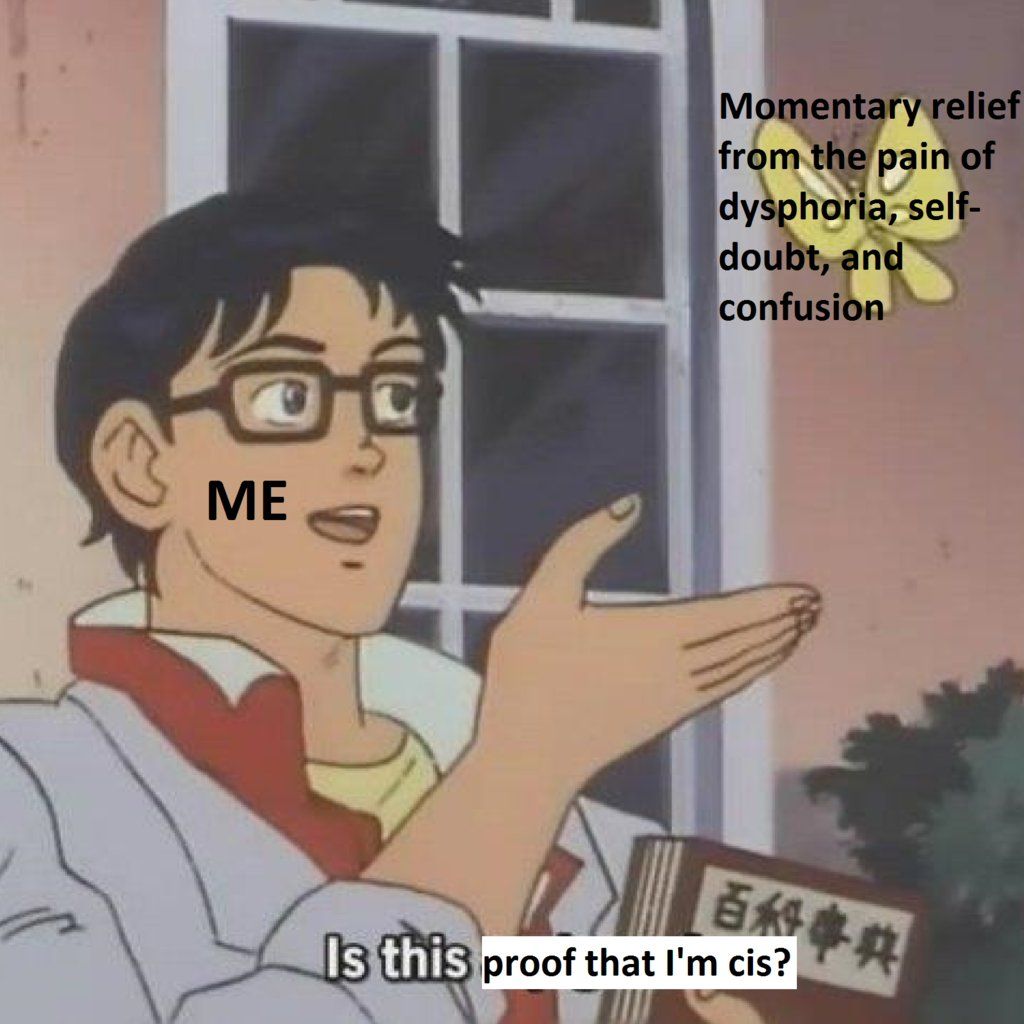 Momentary relief
from the pain of
dysphoria, self-
doubt, and
confusion
ME
百科事典
Is this proof that I'm cis?